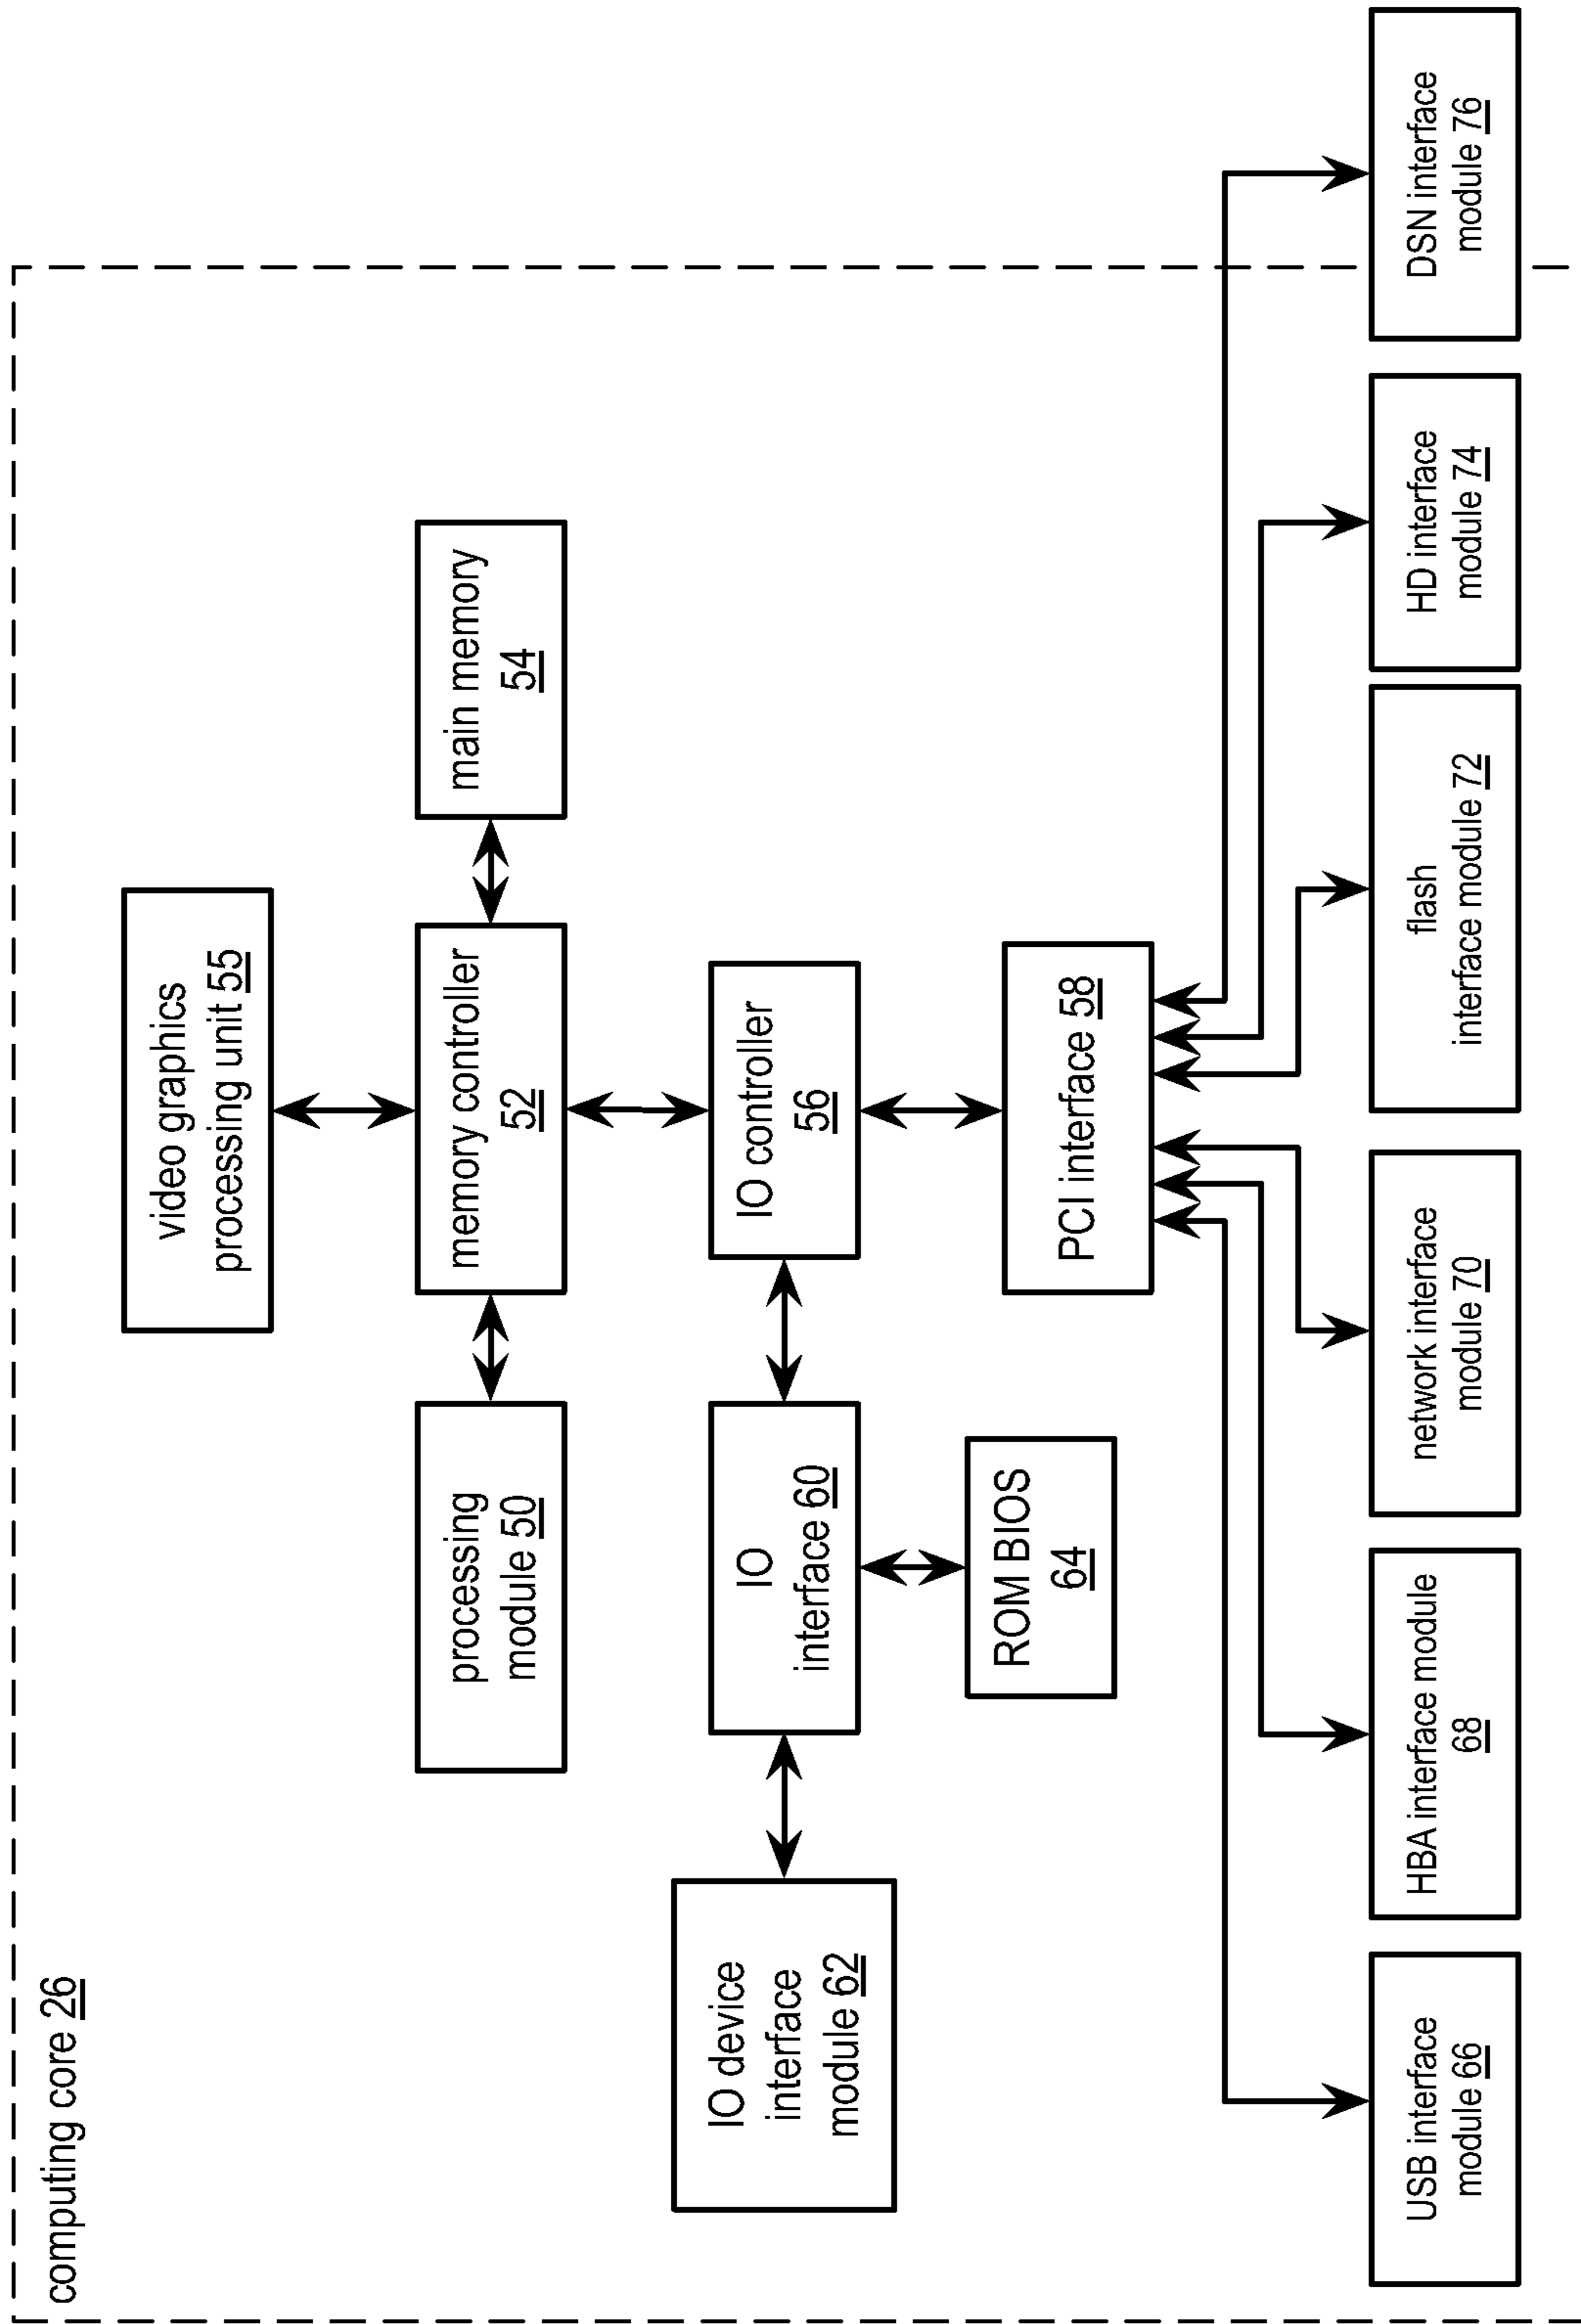 computing core 26
video graphics
processing unit 55
processing
module 50
memory controller
52
main memory
54
IO device
interface
module 62
IO
interface 60
IO controller
56
ROM BIOS
64
PCI interface 58
USB interface
module 66
HBA interface module
68
network interface
module 70
flash
interface module 72
HD interface
module 74
DSN interface
module 76